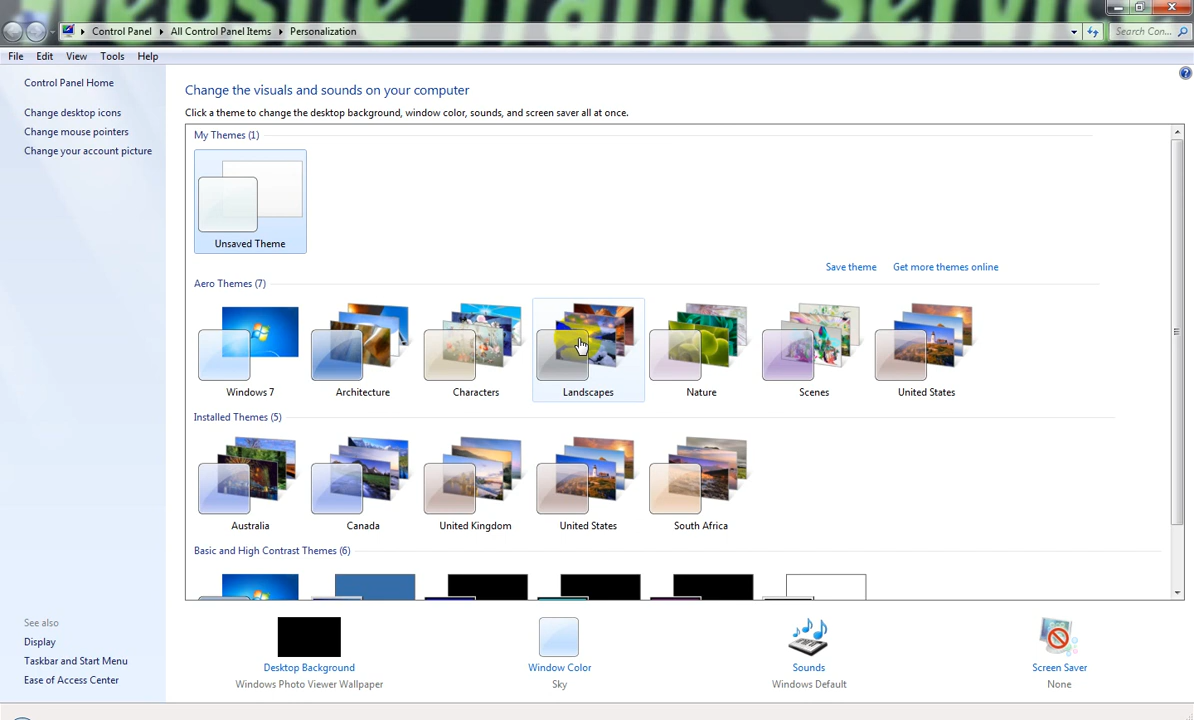 Website Traffic Service
Control Panel All Control Panel Items Personalization Search Con...
File Edit View Tools Help
Control Panel Home
Change desktop icons
Change mouse pointers
Change your account picture
Change the visuals and sounds on your computer
Click a theme to change the desktop background, window color, sounds, and screen saver all at once.
My Themes (1)
Unsaved Theme
Save theme Get more themes online
Aero Themes (7)
Windows 7 Architecture Characters Landscapes Nature Scenes United States
Installed Themes (5)
Australia Canada United Kingdom United States South Africa
Basic and High Contrast Themes (6)
See also
Display
Taskbar and Start Menu
Ease of Access Center
Desktop Background Window Color Sounds Screen Saver
Windows Photo Viewer Wallpaper Sky Windows Default None